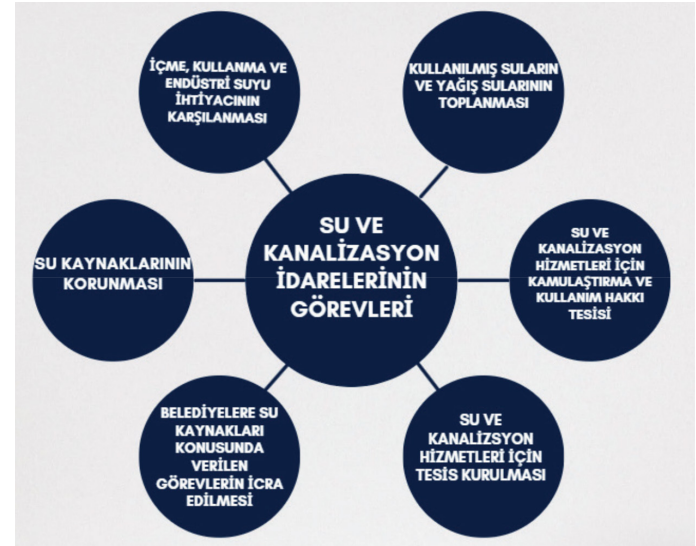 İÇME, KULLANMA VE
ENDÜSTRİ SUYU
İHTİYACININ
KARŞILANMASI
KULLANILMIŞ SULARIN
VE YAĞIŞ SULARININ
TOPLANMASI
SU VE
KANALİZASYON
İDARELERİNİN
GÖREVLERİ
SU KAYNAKLARININ
KORUNMASI
SU VE
KANALİZASYON
HİZMETLERİ İÇİN
KAMULAŞTIRMA VE
KULLANIM HAKKI
TESİSİ
BELEDİYELERE SU
KAYNAKLARI
KONUSUNDA
VERİLEN
GÖREVLERİN İCRA
EDİLMESİ
SU VE
KANALİZSYON
HİZMETLERİ İÇİN
TESİS KURULMASI